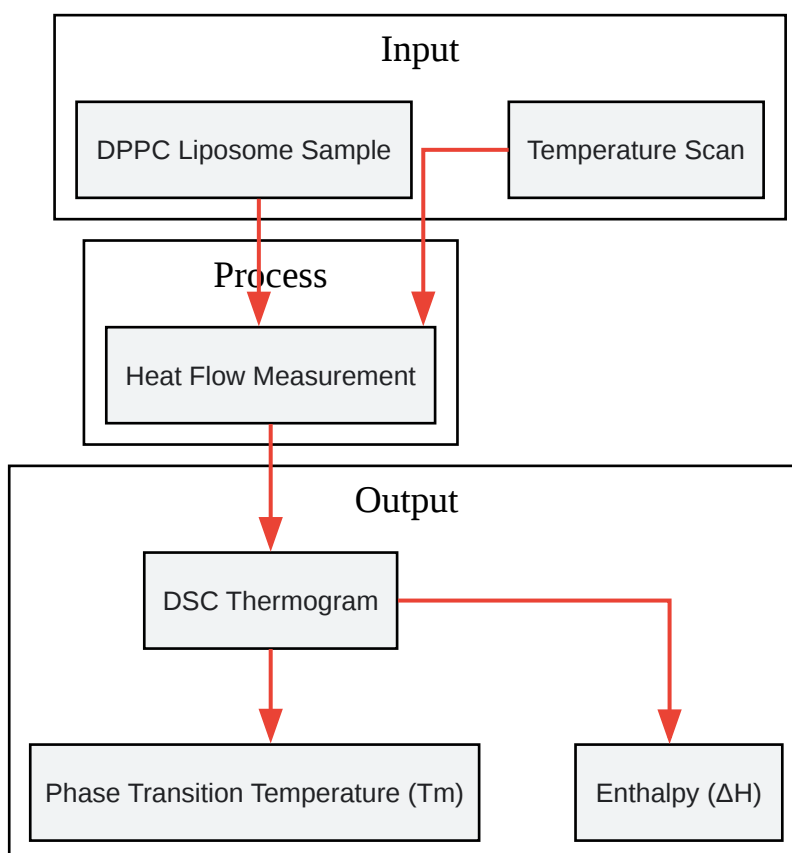 Input
DPPC Liposome Sample
Temperature Scan
Process
Heat Flow Measurement
Output
DSC Thermogram
Phase Transition Temperature (Tm)
Enthalpy (ΔH)